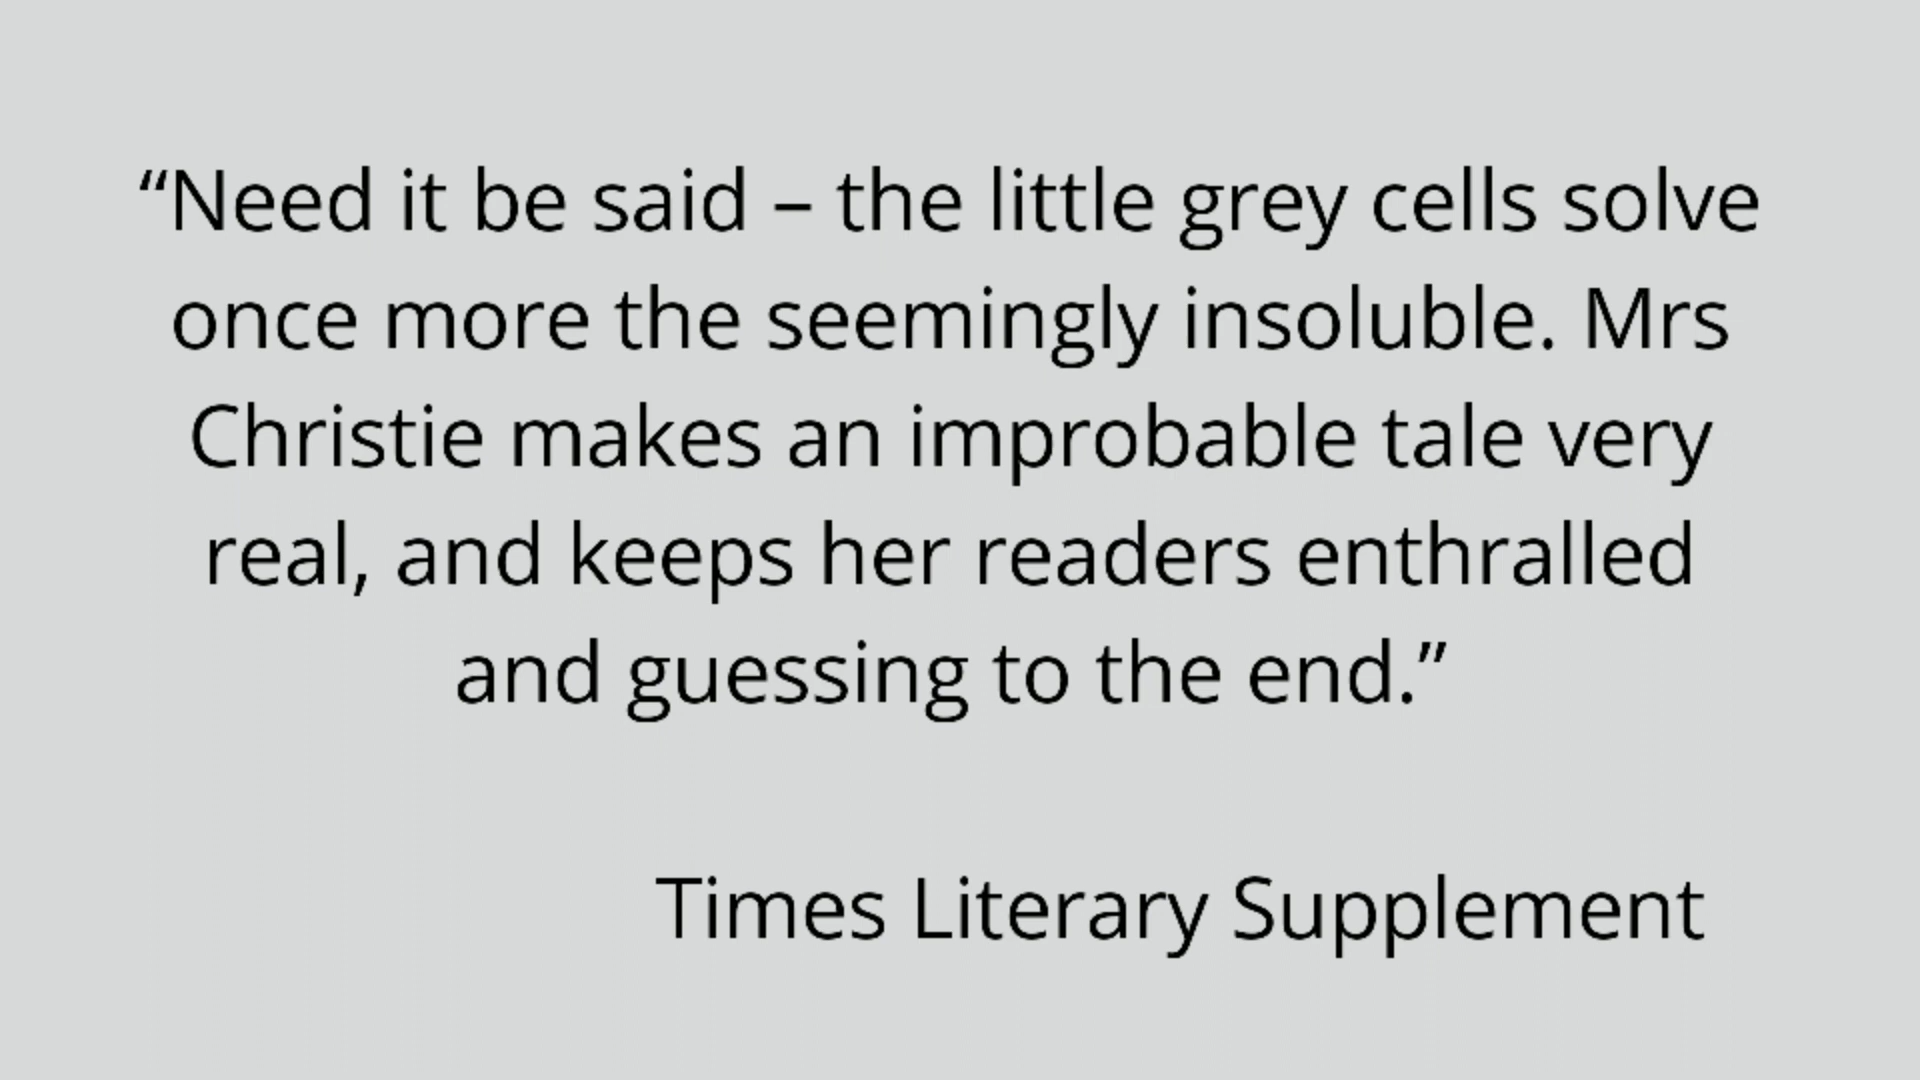 “Need it be said – the little grey cells solve
once more the seemingly insoluble. Mrs
Christie makes an improbable tale very
real, and keeps her readers enthralled
and guessing to the end.”
Times Literary Supplement